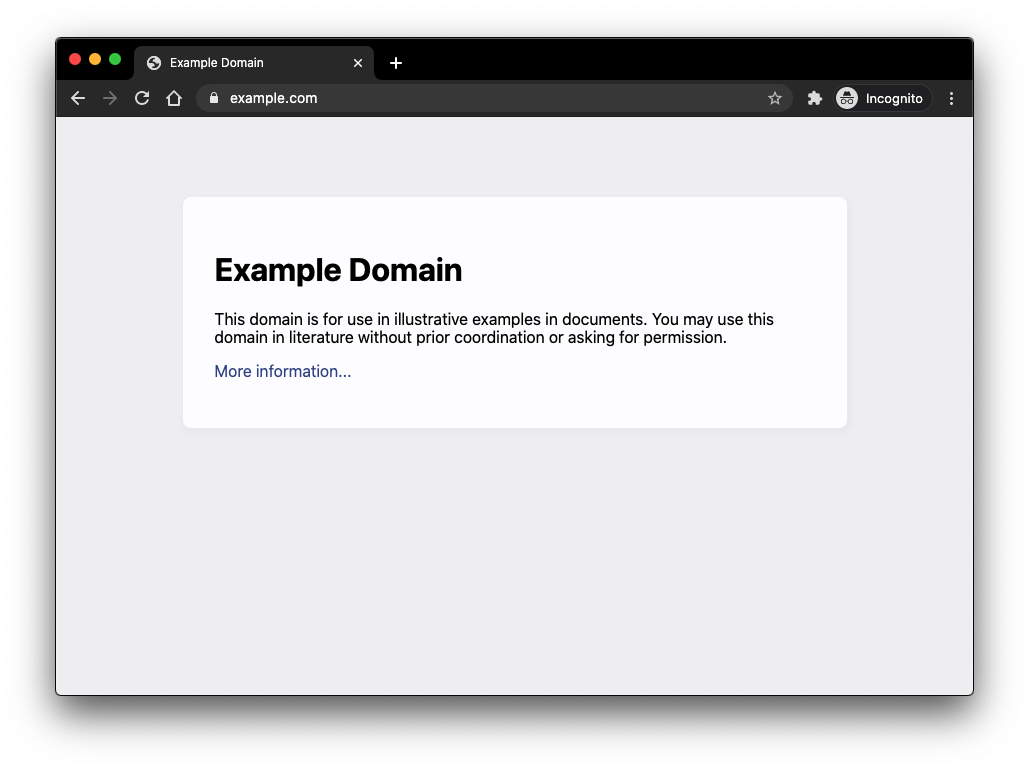 Example Domain
example.com
Incognito
Example Domain
This domain is for use in illustrative examples in documents. You may use this
domain in literature without prior coordination or asking for permission.
More information...